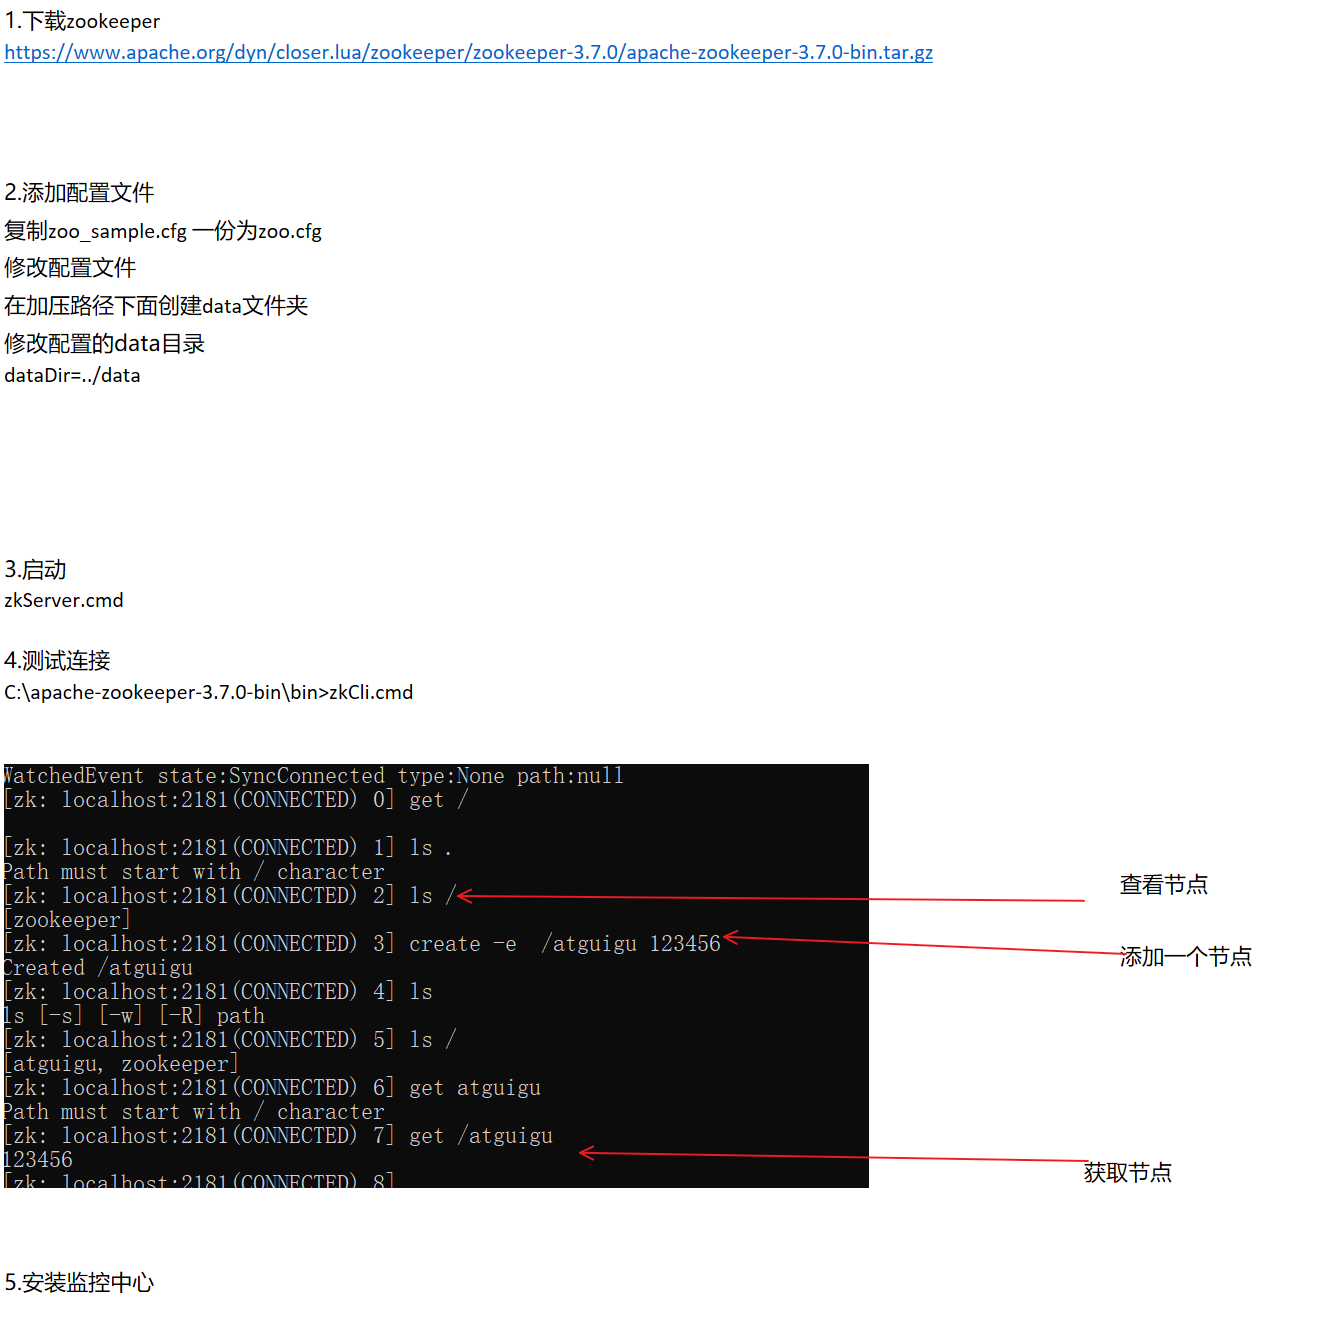 1.下载zookeeper
https://www.apache.org/dyn/closer.lua/zookeeper/zookeeper-3.7.0/apache-zookeeper-3.7.0-bin.tar.gz
2.添加配置文件
复制zoo_sample.cfg 一份为zoo.cfg
修改配置文件
在加压路径下面创建data文件夹
修改配置的data目录
dataDir=../data
3.启动
zkServer.cmd
4.测试连接
C:\apache-zookeeper-3.7.0-bin\bin>zkCli.cmd
WatchedEvent state:SyncConnected type:None path:null
[zk: localhost:2181(CONNECTED) 0] get /
[zk: localhost:2181(CONNECTED) 1] ls .
Path must start with / character
[zk: localhost:2181(CONNECTED) 2] ls /
查看节点
[zookeeper]
[zk: localhost:2181(CONNECTED) 3] create -e  /atguigu 123456
添加一个节点
Created /atguigu
[zk: localhost:2181(CONNECTED) 4] ls
ls [-s] [-w] [-R] path
[zk: localhost:2181(CONNECTED) 5] ls /
[atguigu, zookeeper]
[zk: localhost:2181(CONNECTED) 6] get atguigu
Path must start with / character
[zk: localhost:2181(CONNECTED) 7] get /atguigu
123456
获取节点
[zk: localhost:2181(CONNECTED) 8]
5.安装监控中心